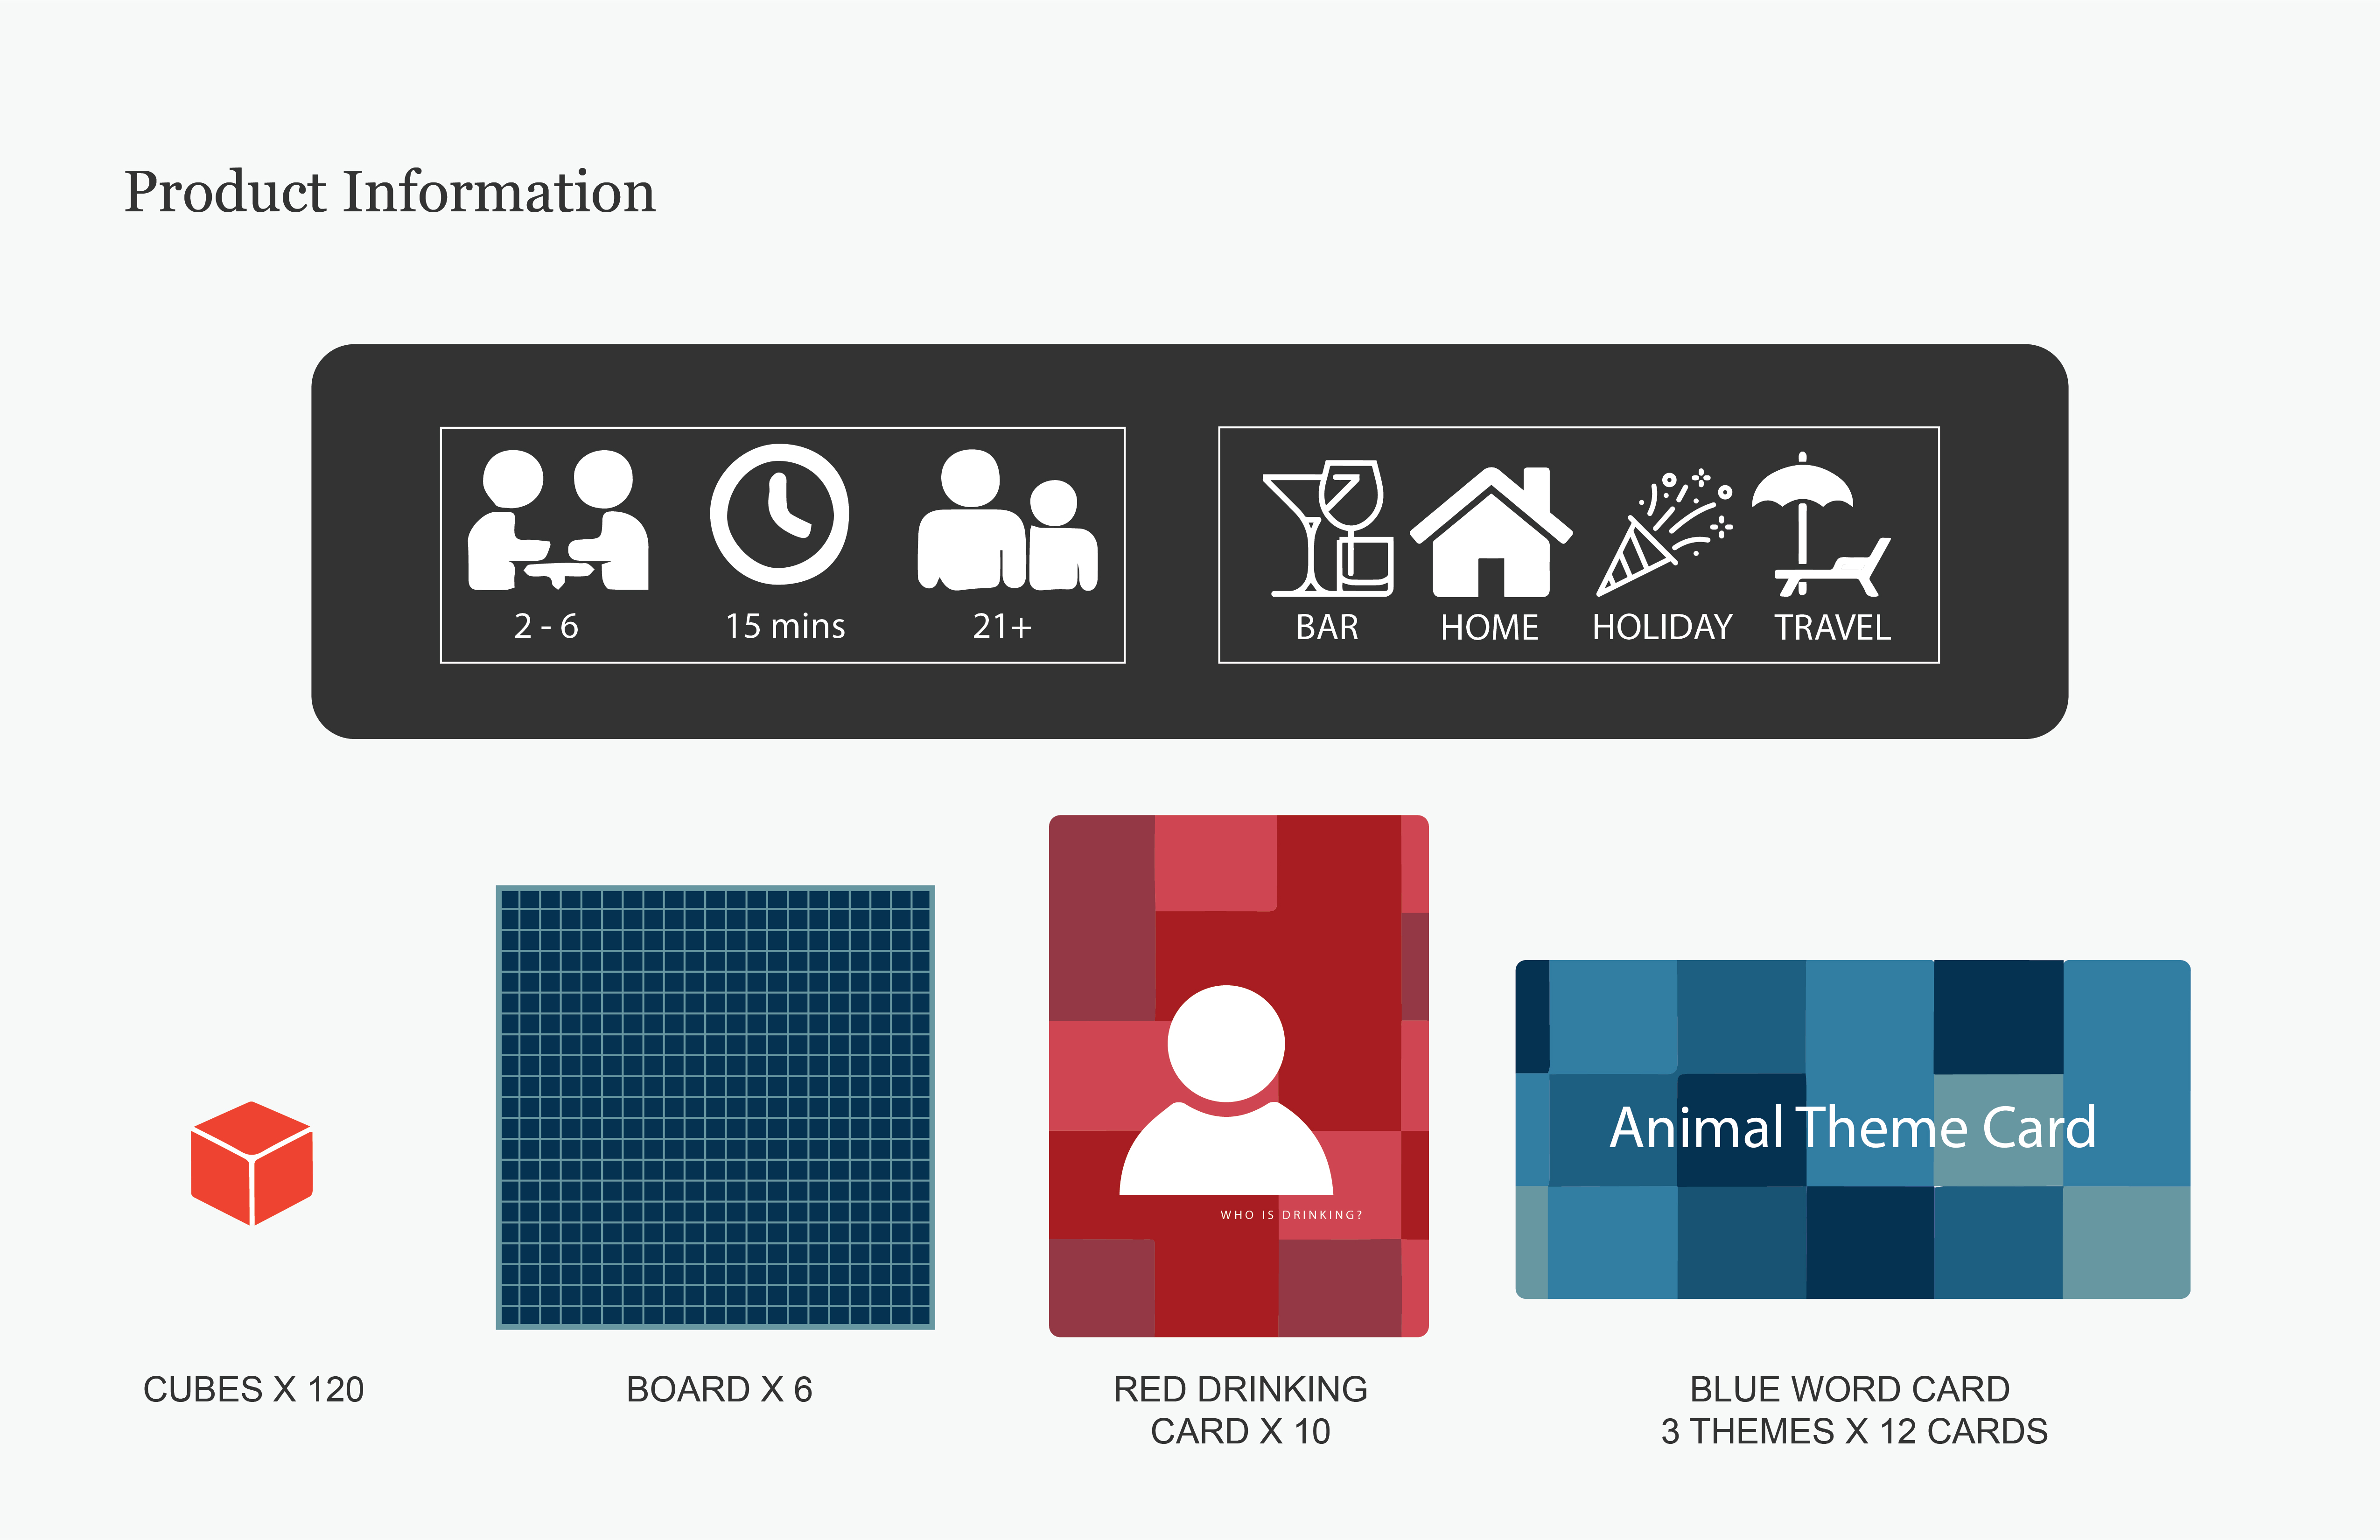 Product Information
2 - 6
15 mins
21+
BAR
HOME
HOLIDAY
TRAVEL
WHO IS DRINKING?
Animal Theme Card
CUBES X 120
BOARD X 6
RED DRINKING
CARD X 10
BLUE WORD CARD
3 THEMES X 12 CARDS